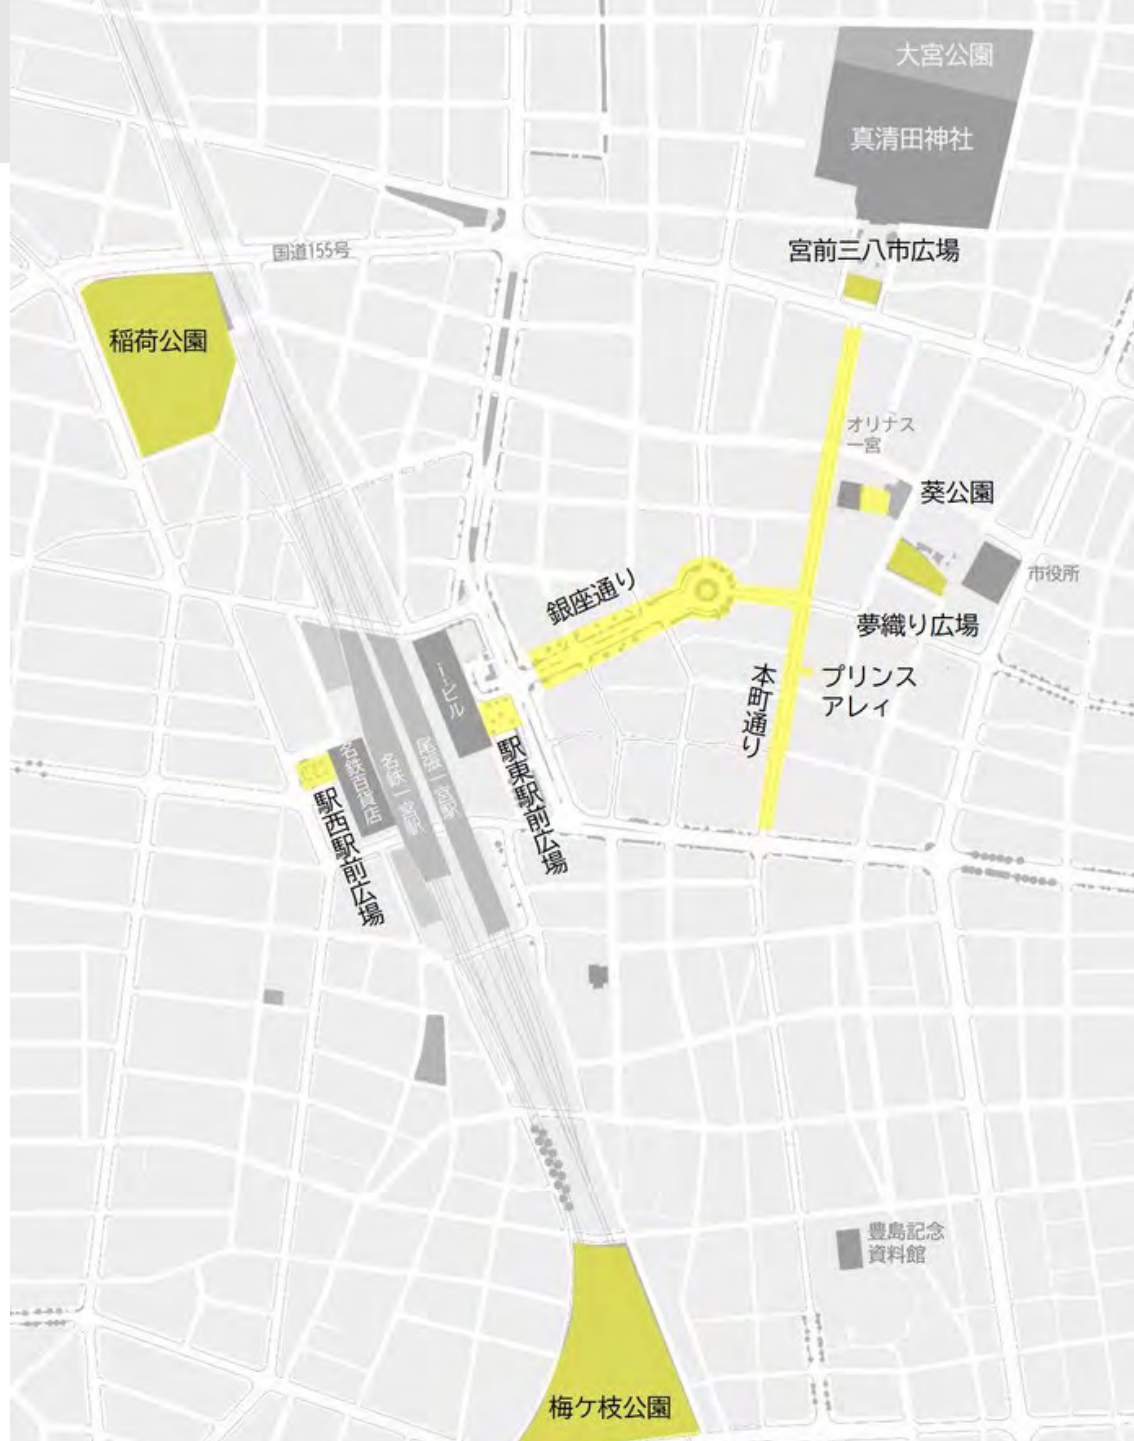 大宮公園
真清田神社
宮前三八市広場
国道155号
稲荷公園
オリナス
一宮
葵公園
市役所
銀座通り
夢織り広場
プリンス
アレィ
本町通り
i-ビル
尾張一宮駅
名鉄一宮駅
名鉄百貨店
駅東駅前広場
駅西駅前広場
豊島記念
資料館
梅ケ枝公園